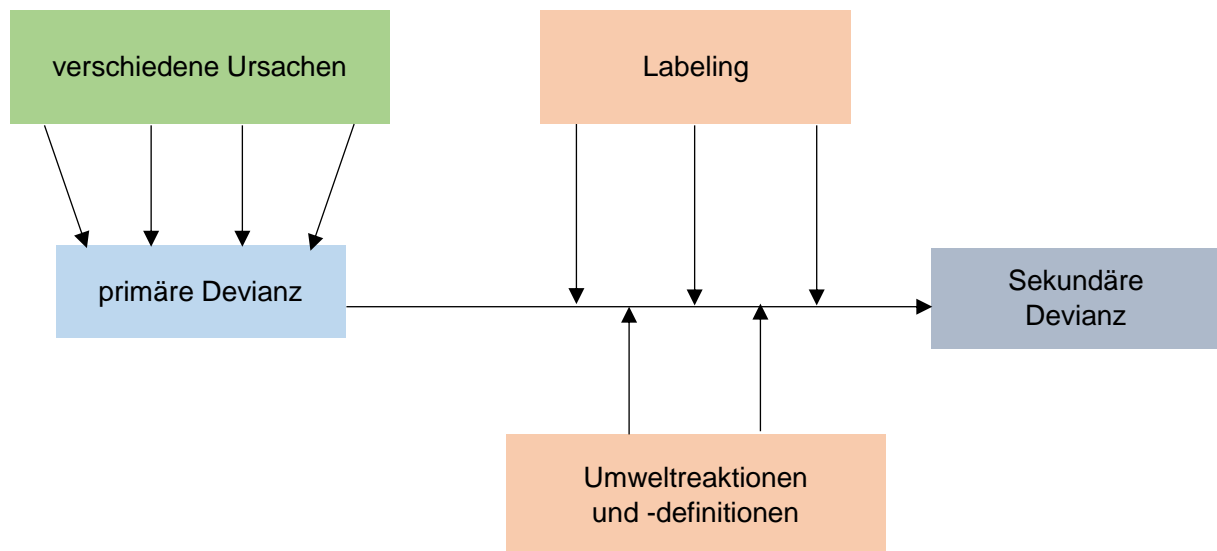 verschiedene Ursachen
Labeling
primäre Devianz
Sekundäre
Devianz
Umweltreaktionen
und -definitionen